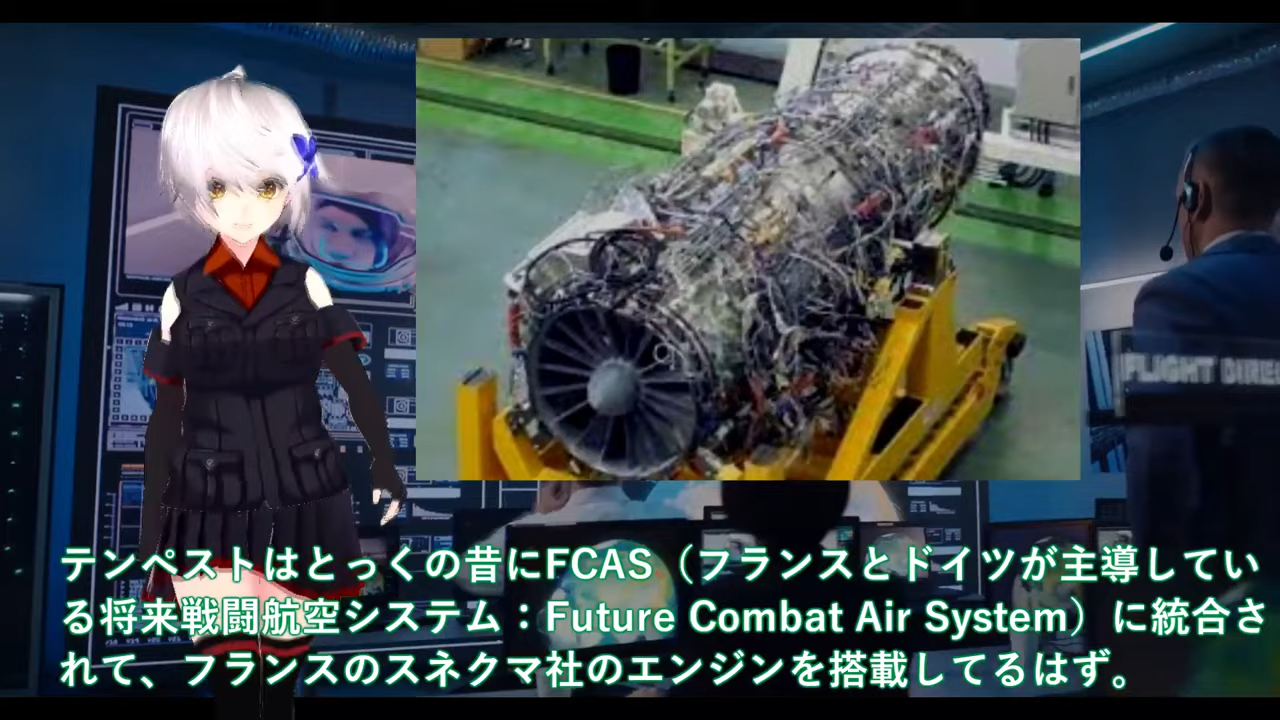 FLIGHT DIRE
テンペストはとっくの昔にFCAS（フランスとドイツが主導してい
る将来戦闘航空システム：Future Combat Air System）に統合さ
れて、フランスのスネクマ社のエンジンを搭載してるはず。